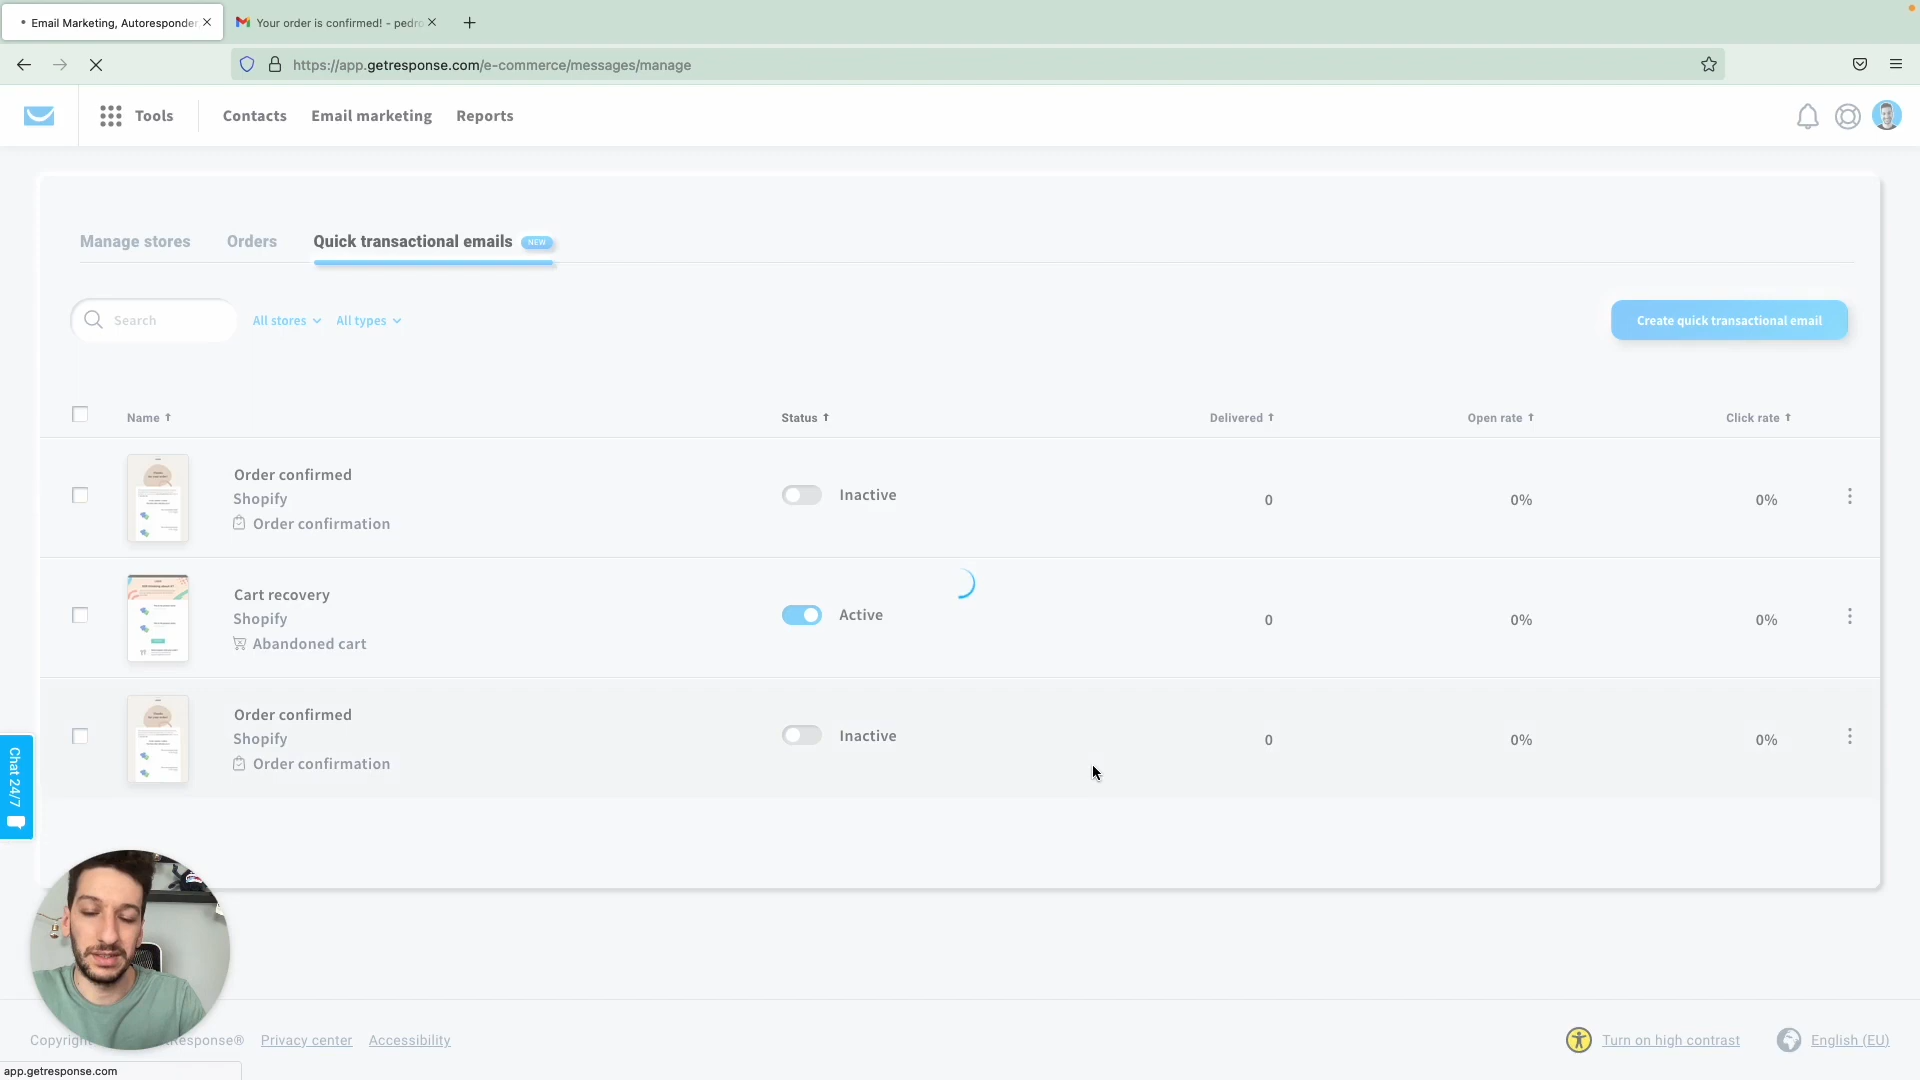 Email Marketing, Autoresponder
Your order is confirmed! - pedro
https://app.getresponse.com/e-commerce/messages/manage
Tools
Contacts
Email marketing
Reports
Manage stores
Orders
Quick transactional emails
NEW
Search
All stores
All types
Create quick transactional email
Name ↑
Status ↑
Delivered ↑
Open rate ↑
Click rate ↑
Order confirmed
Shopify
Order confirmation
Inactive
0
0%
0%
Cart recovery
Shopify
Abandoned cart
Active
0
0%
0%
Order confirmed
Shopify
Order confirmation
Inactive
0
0%
0%
Chat 24/7
Copyright
Response®
Privacy center
Accessibility
Turn on high contrast
English (EU)
app.getresponse.com